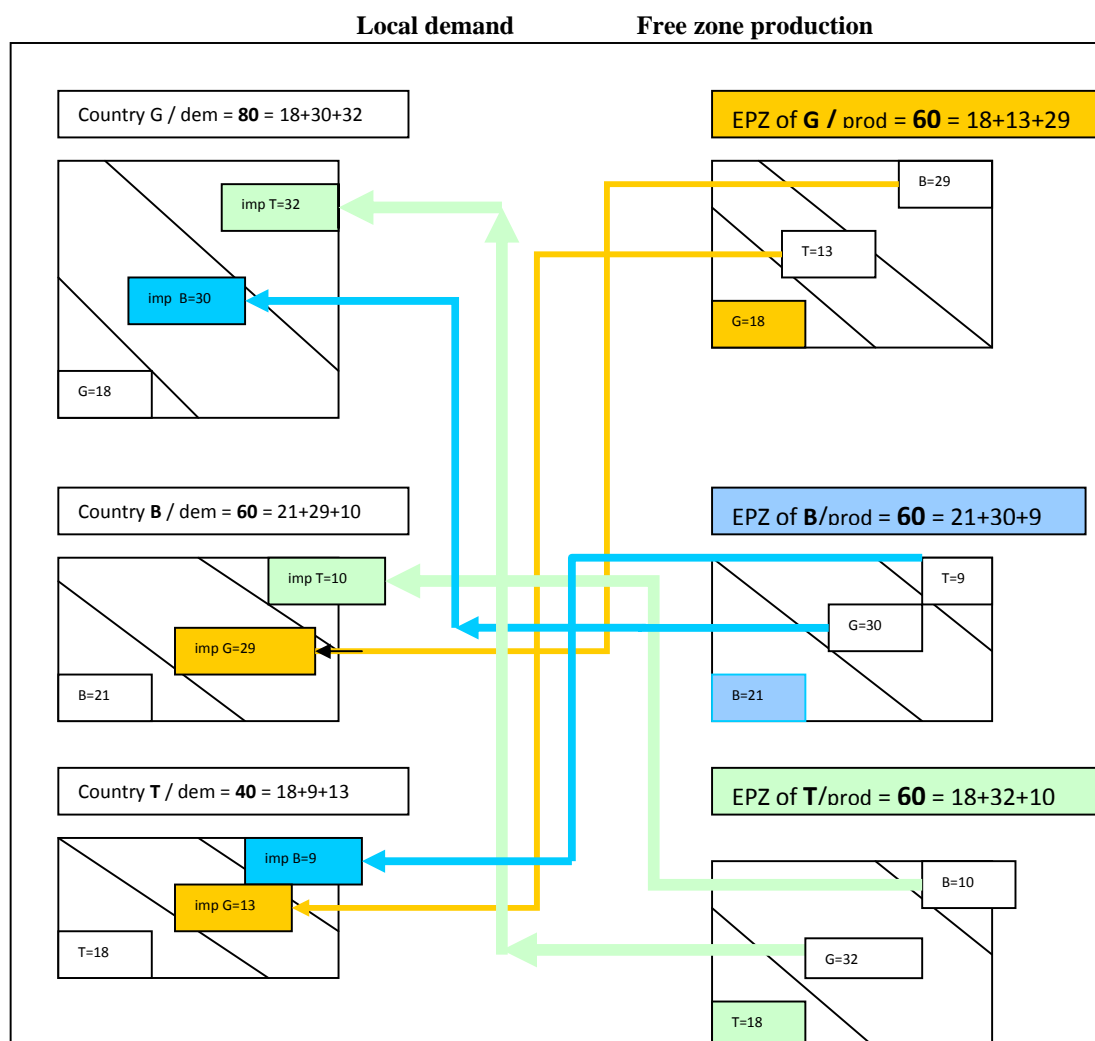 Local demand
Free zone production
Country G / dem = 80 = 18+30+32
EPZ of G / prod = 60 = 18+13+29
imp T=32
imp B=30
G=18
B=29
T=13
G=18
Country B / dem = 60 = 21+29+10
EPZ of B/prod = 60 = 21+30+9
imp T=10
imp G=29
B=21
T=9
G=30
B=21
Country T / dem = 40 = 18+9+13
EPZ of T/prod = 60 = 18+32+10
imp B=9
imp G=13
T=18
B=10
G=32
T=18